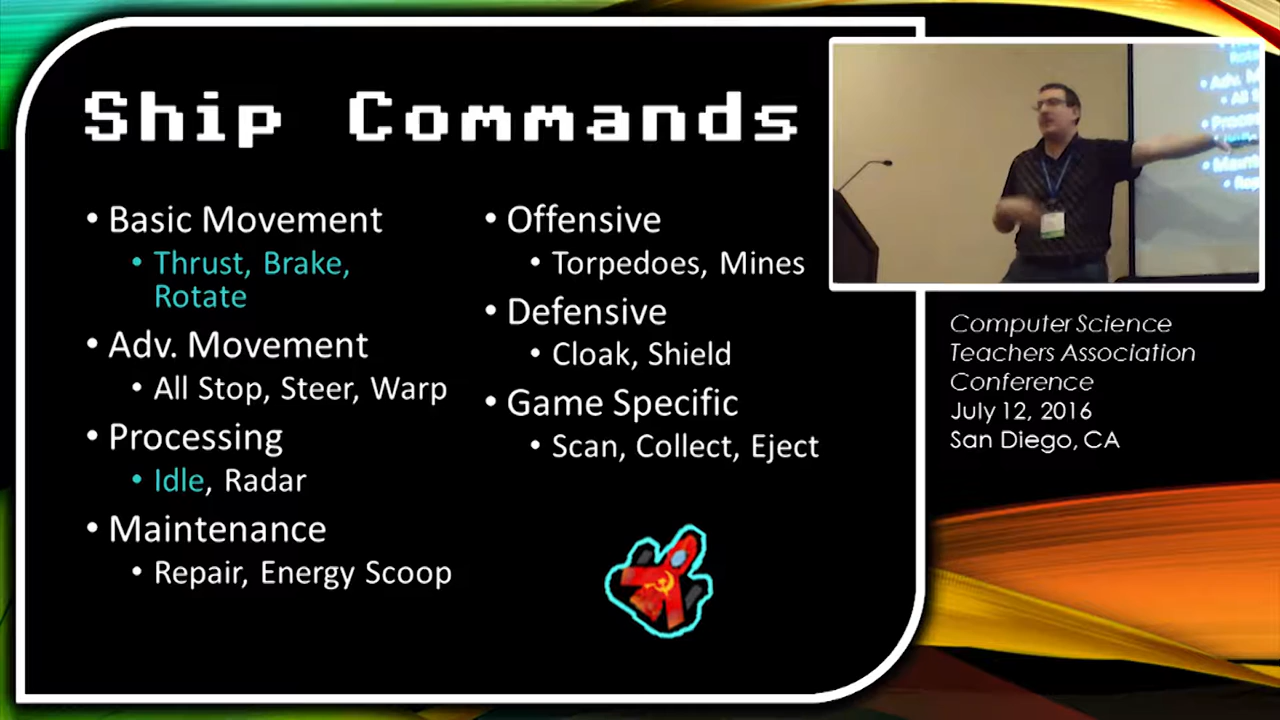 Ship Commands
• Basic Movement
• Thrust, Brake,
Rotate
• Adv. Movement
• All Stop, Steer, Warp
• Processing
• Idle, Radar
• Maintenance
• Repair, Energy Scoop
• Offensive
• Torpedoes, Mines
• Defensive
• Cloak, Shield
• Game Specific
• Scan, Collect, Eject
Computer Science
Teachers Association
Conference
July 12, 2016
San Diego, CA